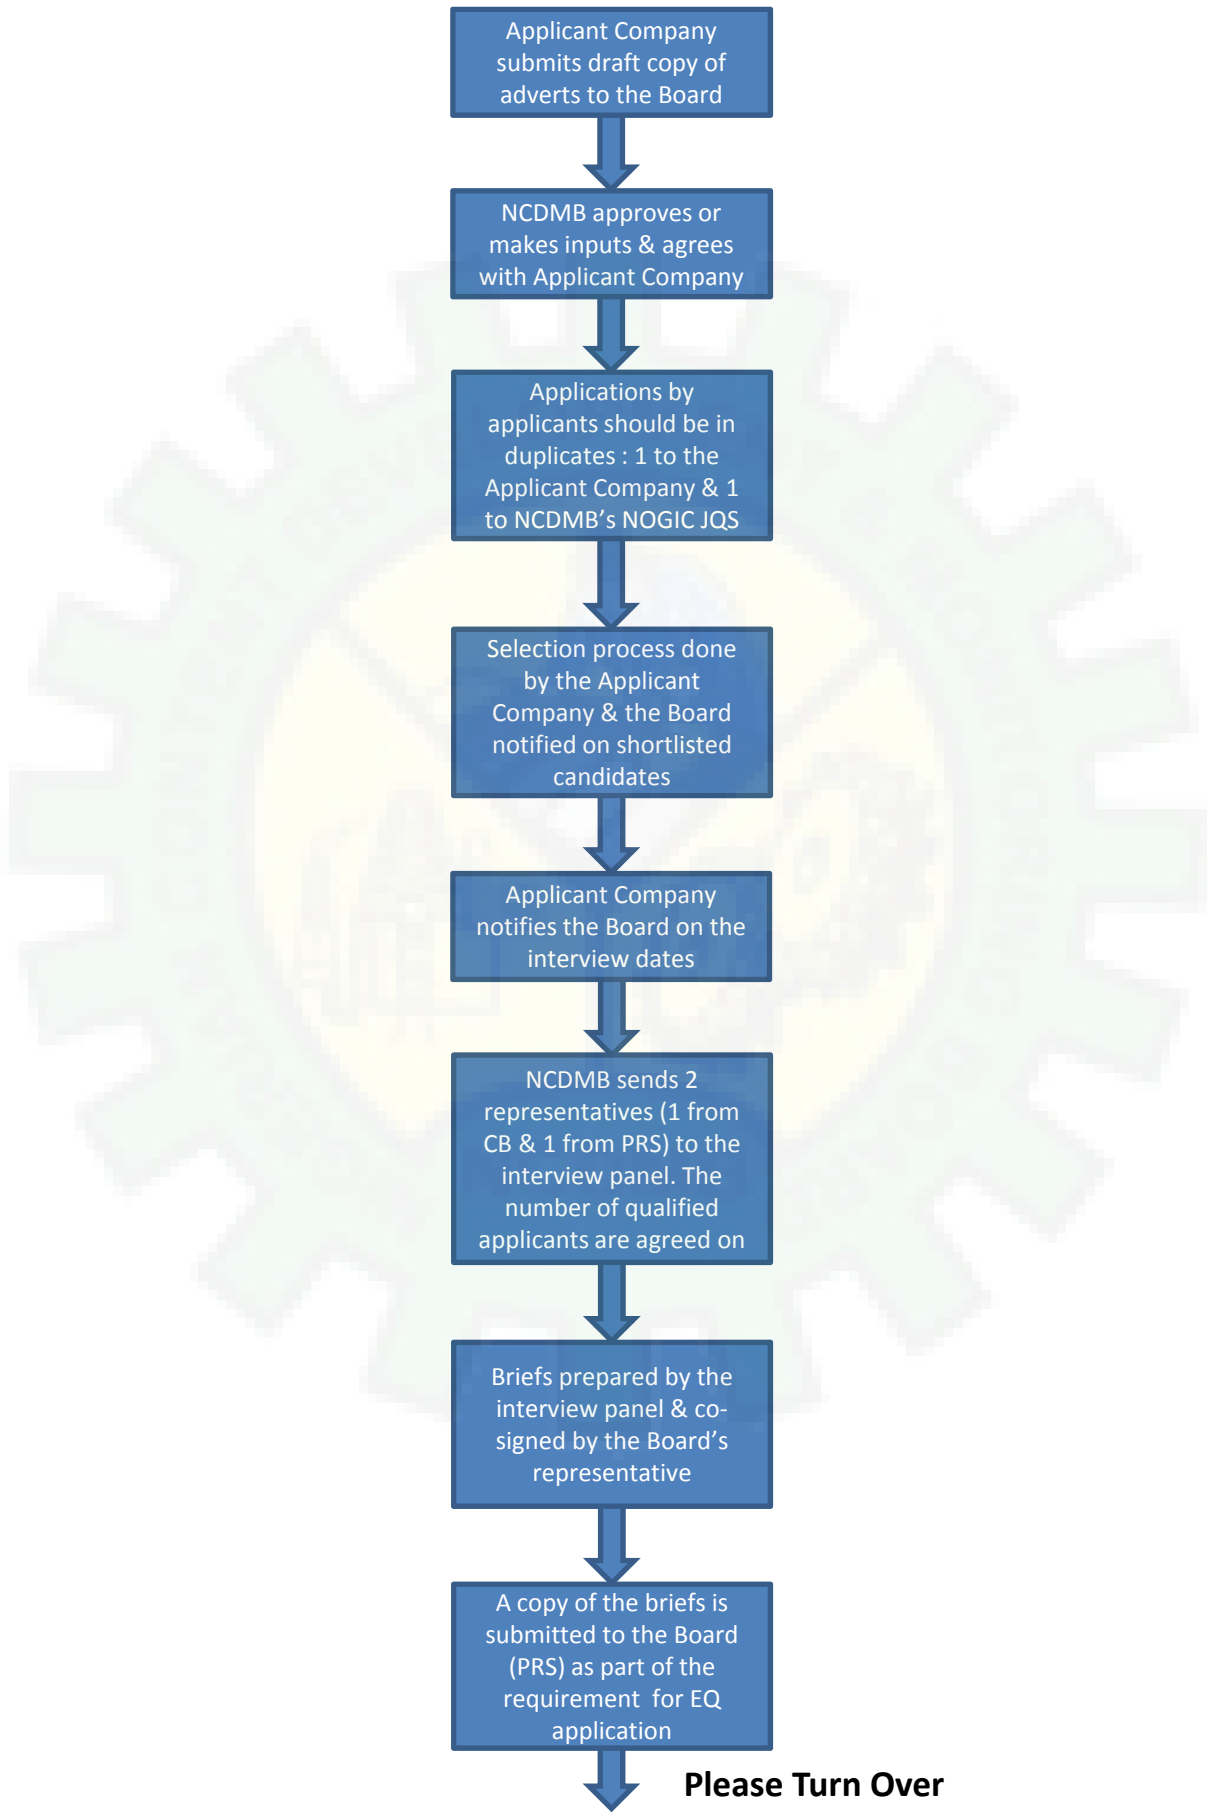 Applicant Company
submits draft copy of
adverts to the Board
NCDMB approves or
makes inputs & agrees
with Applicant Company
Applications by
applicants should be in
duplicates : 1 to the
Applicant Company & 1
to NCDMB’s NOGIC JQS
Selection process done
by the Applicant
Company & the Board
notified on shortlisted
candidates
Applicant Company
notifies the Board on the
interview dates
NCDMB sends 2
representatives (1 from
CB & 1 from PRS) to the
interview panel. The
number of qualified
applicants are agreed on
Briefs prepared by the
interview panel & co-
signed by the Board’s
representative
A copy of the briefs is
submitted to the Board
(PRS) as part of the
requirement  for EQ
application
Please Turn Over